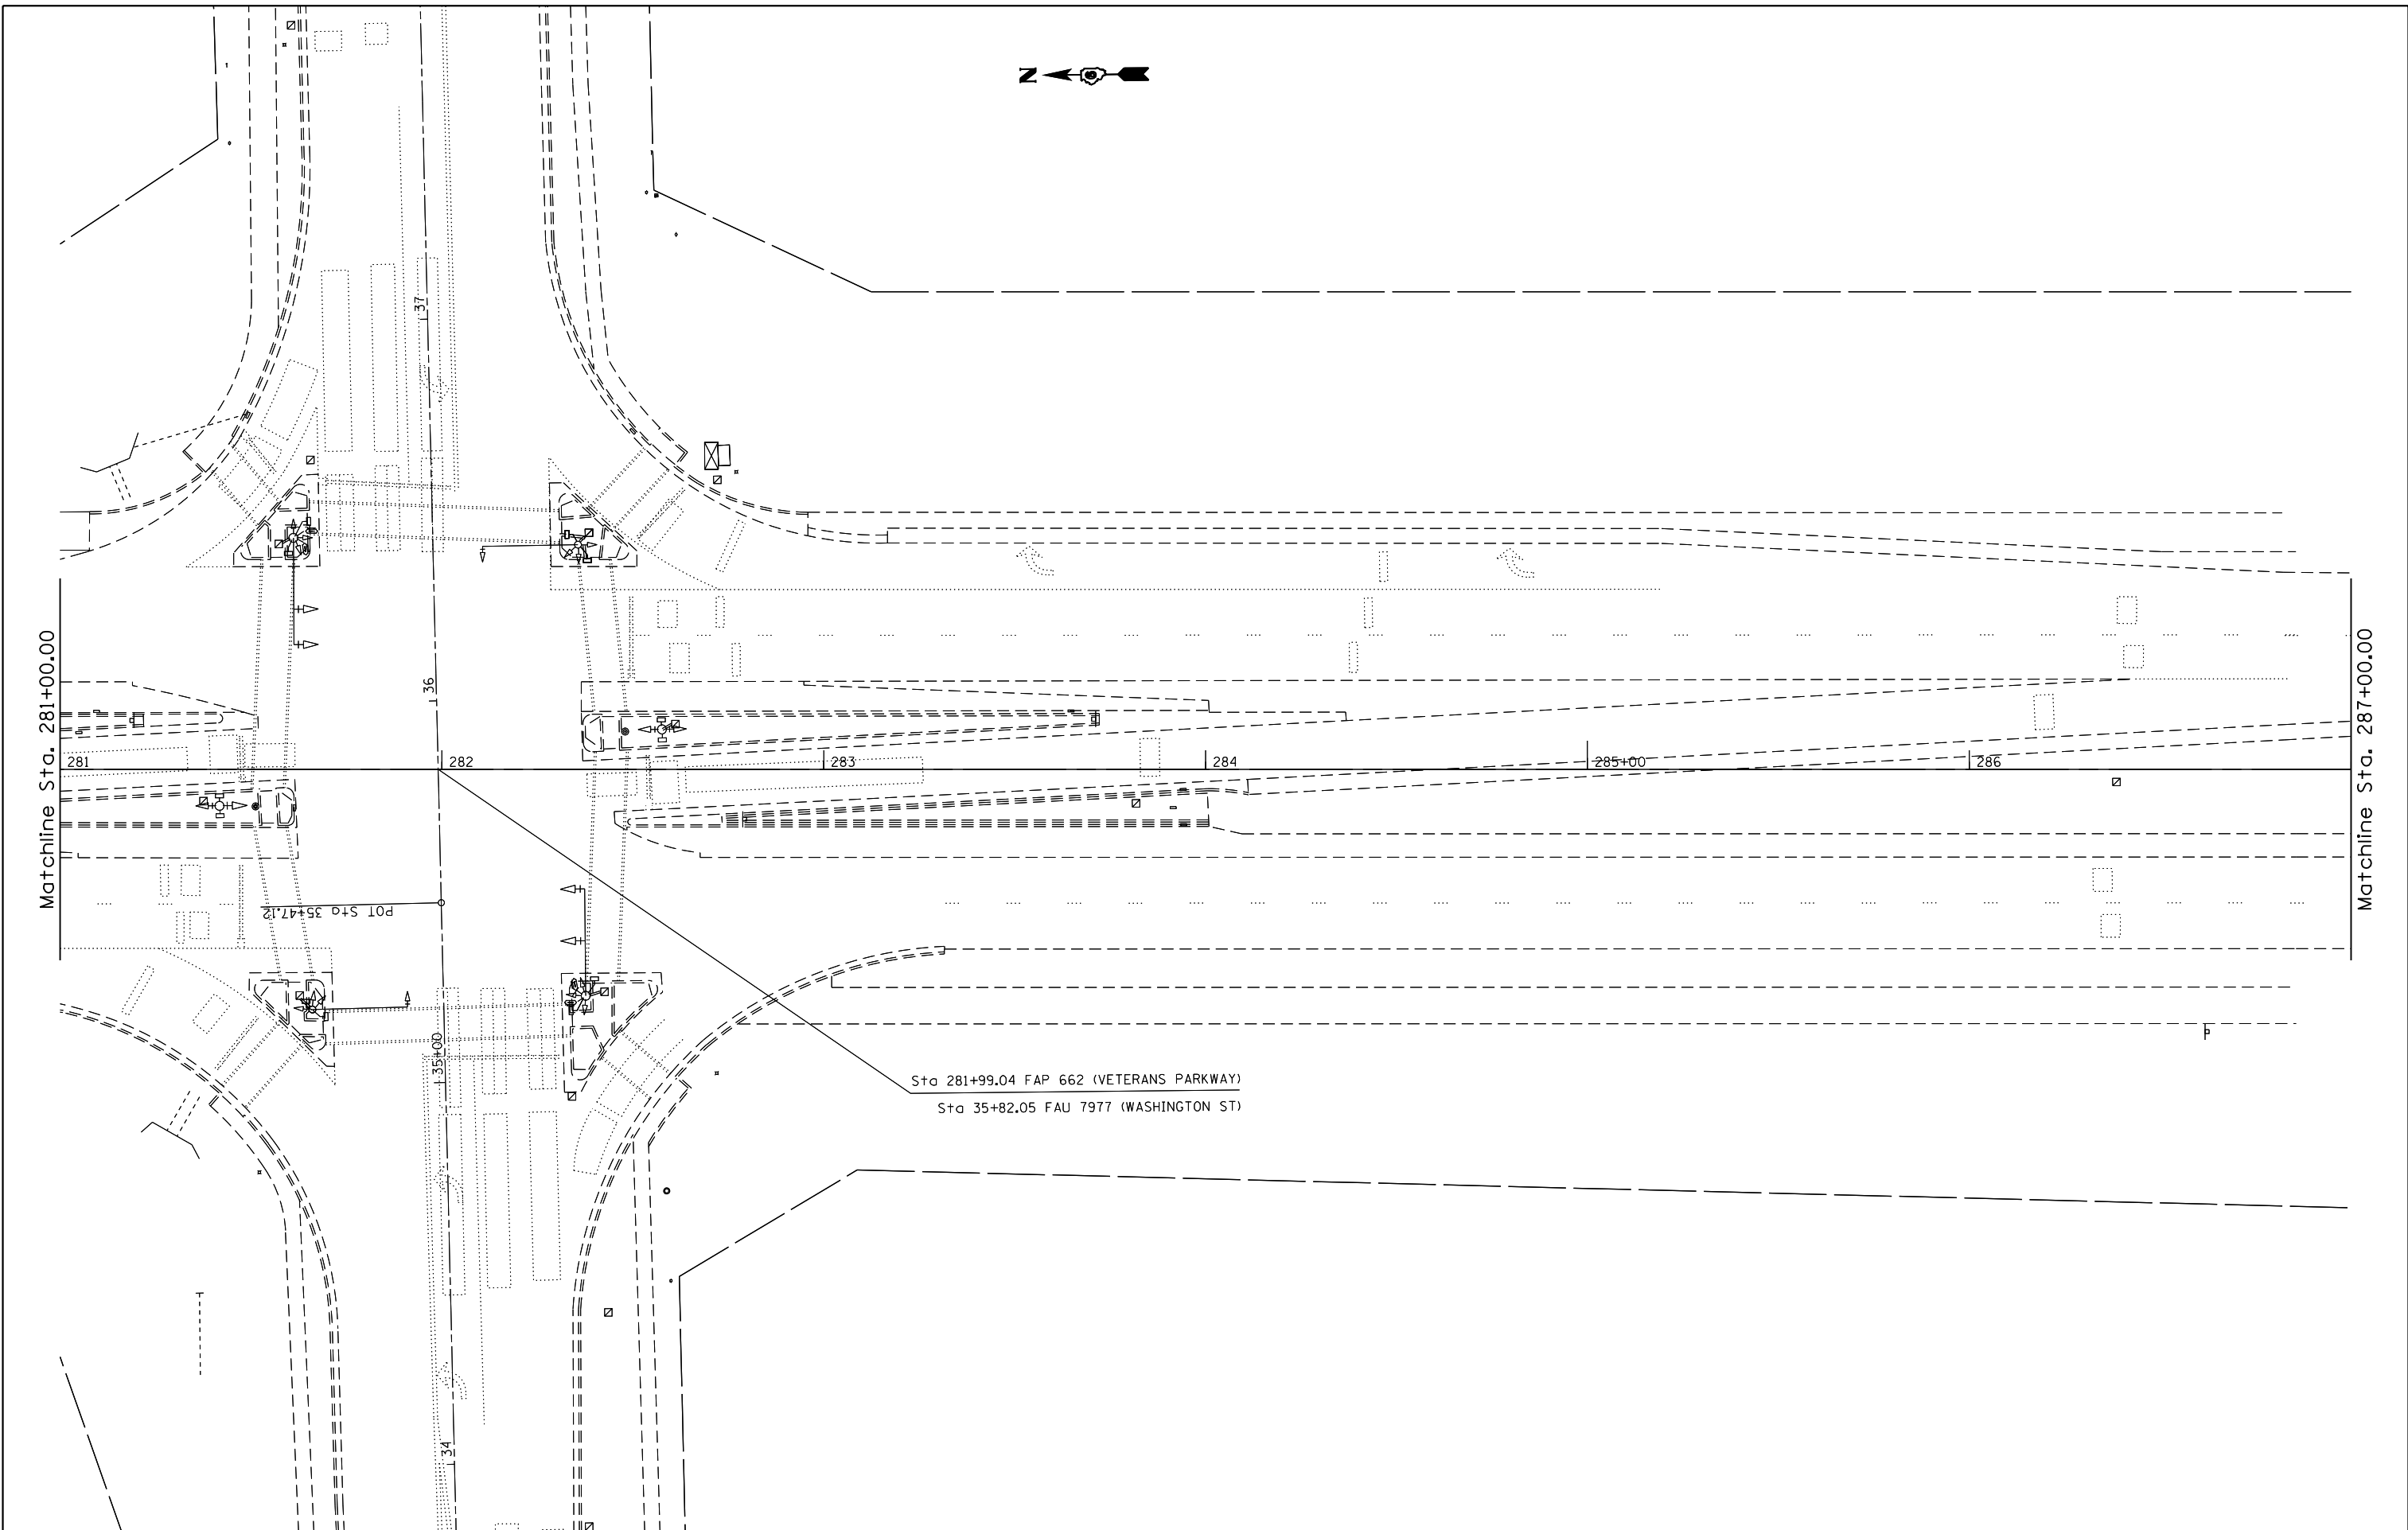 N
37
36
Matchline Sta. 281+00.00
Matchline Sta. 287+00.00
281
282
283
284
285+00
286
POT Sta 35+47.12
35+00
Sta 281+99.04 FAP 662 (VETERANS PARKWAY)
Sta 35+82.05 FAU 7977 (WASHINGTON ST)
34